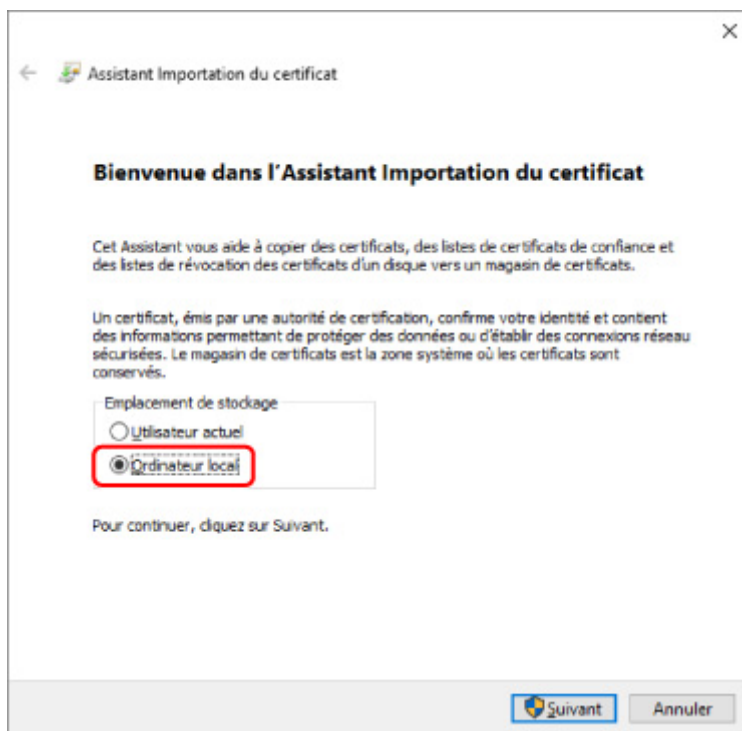 Assistant Importation du certificat
Bienvenue dans l'Assistant Importation du certificat
Cet Assistant vous aide à copier des certificats, des listes de certificats de confiance et
des listes de révocation des certificats d'un disque vers un magasin de certificats.
Un certificat, émis par une autorité de certification, confirme votre identité et contient
des informations permettant de protéger des données ou d'établir des connexions réseau
sécurisées. Le magasin de certificats est la zone système où les certificats sont
conservés.
Emplacement de stockage
Utilisateur actuel
Ordinateur local
Pour continuer, cliquez sur Suivant.
Suivant Annuler